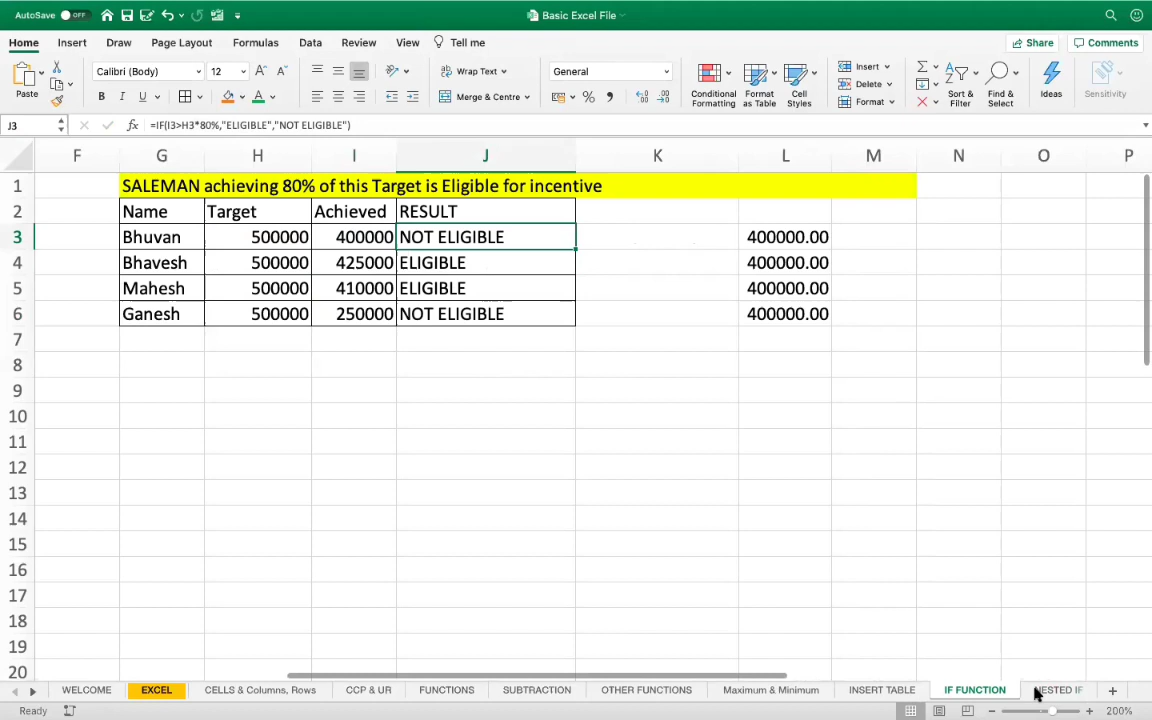 AutoSave OFF Basic Excel File
Home Insert Draw Page Layout Formulas Data Review View Tell me Share Comments
Paste Calibri (Body) 12 A A Wrap Text General Conditional Formatting Format as Table Cell Styles Insert Sort & Filter Find & Select Ideas Sensitivity
B I U A Merge & Centre % Delete
Format
J3 fx =IF(I3>H3*80%,"ELIGIBLE","NOT ELIGIBLE")
F G H I J K L M N O P
1 SALEMAN achieving 80% of this Target is Eligible for incentive
2 Name Target Achieved RESULT
3 Bhuvan 500000 400000 NOT ELIGIBLE 400000.00
4 Bhavesh 500000 425000 ELIGIBLE 400000.00
5 Mahesh 500000 410000 ELIGIBLE 400000.00
6 Ganesh 500000 250000 NOT ELIGIBLE 400000.00
7
8
9
10
11
12
13
14
15
16
17
18
19
20
WELCOME EXCEL CELLS & Columns, Rows CCP & UR FUNCTIONS SUBTRACTION OTHER FUNCTIONS Maximum & Minimum INSERT TABLE IF FUNCTION NESTED IF
Ready 200%